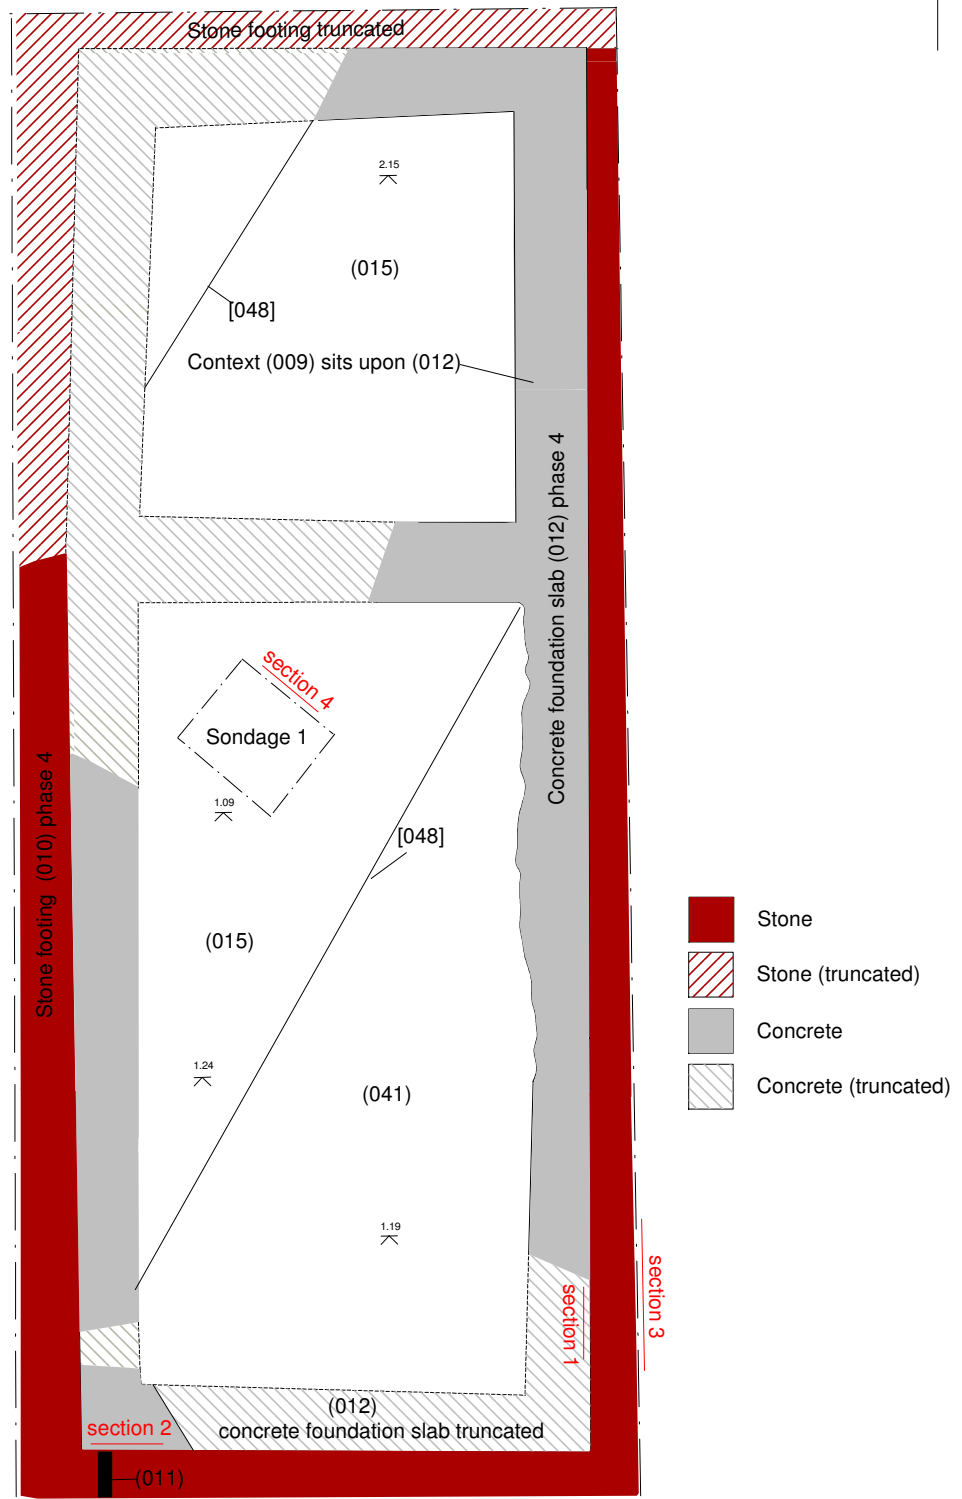 Stone footing truncated
2.15
(015)
[048]
Context (009) sits upon (012)
Concrete foundation slab (012) phase 4
section 4
Sondage 1
1.09
[048]
Stone footing (010) phase 4
(015)
Stone
Stone (truncated)
Concrete
Concrete (truncated)
1.24
(041)
1.19
section 3
section 1
(012)
concrete foundation slab truncated
section 2
(011)